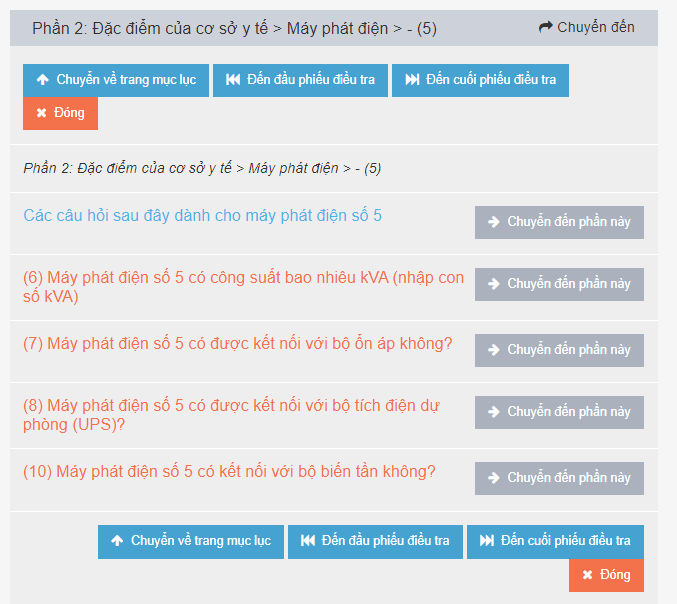 Phần 2: Đặc điểm của cơ sở y tế > Máy phát điện > - (5)
Chuyển đến
Chuyển về trang mục lục
Đến đầu phiếu điều tra
Đến cuối phiếu điều tra
Đóng
Phần 2: Đặc điểm của cơ sở y tế > Máy phát điện > - (5)
Các câu hỏi sau đây dành cho máy phát điện số 5
Chuyển đến phần này
(6) Máy phát điện số 5 có công suất bao nhiêu kVA (nhập con
số kVA)
Chuyển đến phần này
(7) Máy phát điện số 5 có được kết nối với bộ ổn áp không?
Chuyển đến phần này
(8) Máy phát điện số 5 có được kết nối với bộ tích điện dự
phòng (UPS)?
Chuyển đến phần này
(10) Máy phát điện số 5 có kết nối với bộ biến tần không?
Chuyển đến phần này
Chuyển về trang mục lục
Đến đầu phiếu điều tra
Đến cuối phiếu điều tra
Đóng